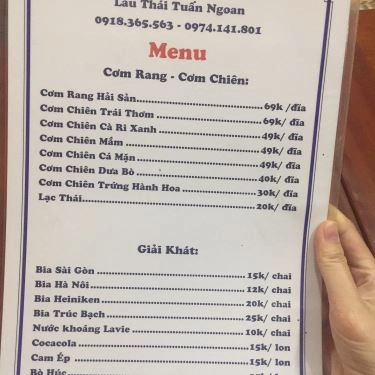 Lẩu Thái Tuấn Ngoan
0918.365.563 - 0974.141.801
Menu
Cơm Rang - Cơm Chiên:
Cơm Rang Hải Sản...69k /đĩa
Cơm Chiên Trái Thơm...69k/ đĩa
Cơm Chiên Cà Ri Xanh...49k/ đĩa
Cơm Chiên Mắm...49k/ đĩa
Cơm Chiên Cá Mặn...49k/ đĩa
Cơm Chiên Dưa Bò...40k/ đĩa
Cơm Chiên Trứng Hành Hoa...30k/ đĩa
Lạc Thái...20k/ đĩa
Giải Khát:
Bia Sài Gòn...15k/ chai
Bia Hà Nôi...12k/ chai
Bia Heiniken...20k/ chai
Bia Trúc Bạch...25k/ chai
Nước khoáng Lavie...10k/ chai
Cocacola...15k/ lon
Cam Ép...15k/ lon
Bò Húc